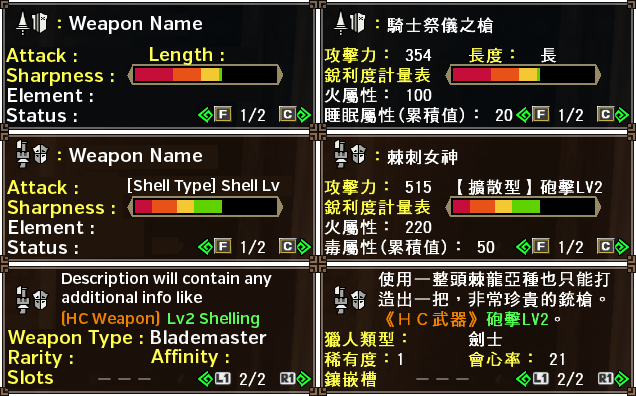 : Weapon Name
Attack :
Length :
Sharpness :
Element :
Status :
F 1/2 C
: 騎士祭儀之槍
攻擊力： 354 長度： 長
銳利度計量表
火屬性： 100
睡眠屬性(累積值)： 20 F 1/2 C
: Weapon Name
Attack :
[Shell Type] Shell Lv
Sharpness :
Element :
Status :
F 1/2 C
: 棘刺女神
攻擊力： 515 【擴散型】砲擊LV2
銳利度計量表
火屬性： 220
毒屬性(累積值)： 50 F 1/2 C
Description will contain any
additional info like
[HC Weapon] Lv2 Shelling
Weapon Type : Blademaster
Rarity : Affinity :
Slots — — — L1 2/2 R1
使用一整頭棘龍亞種也只能打
造出一把，非常珍貴的銃槍。
《ＨＣ武器》砲擊LV2。
獵人類型： 劍士
稀有度：1 會心率： 21
鑲嵌槽 — — — L1 2/2 R1